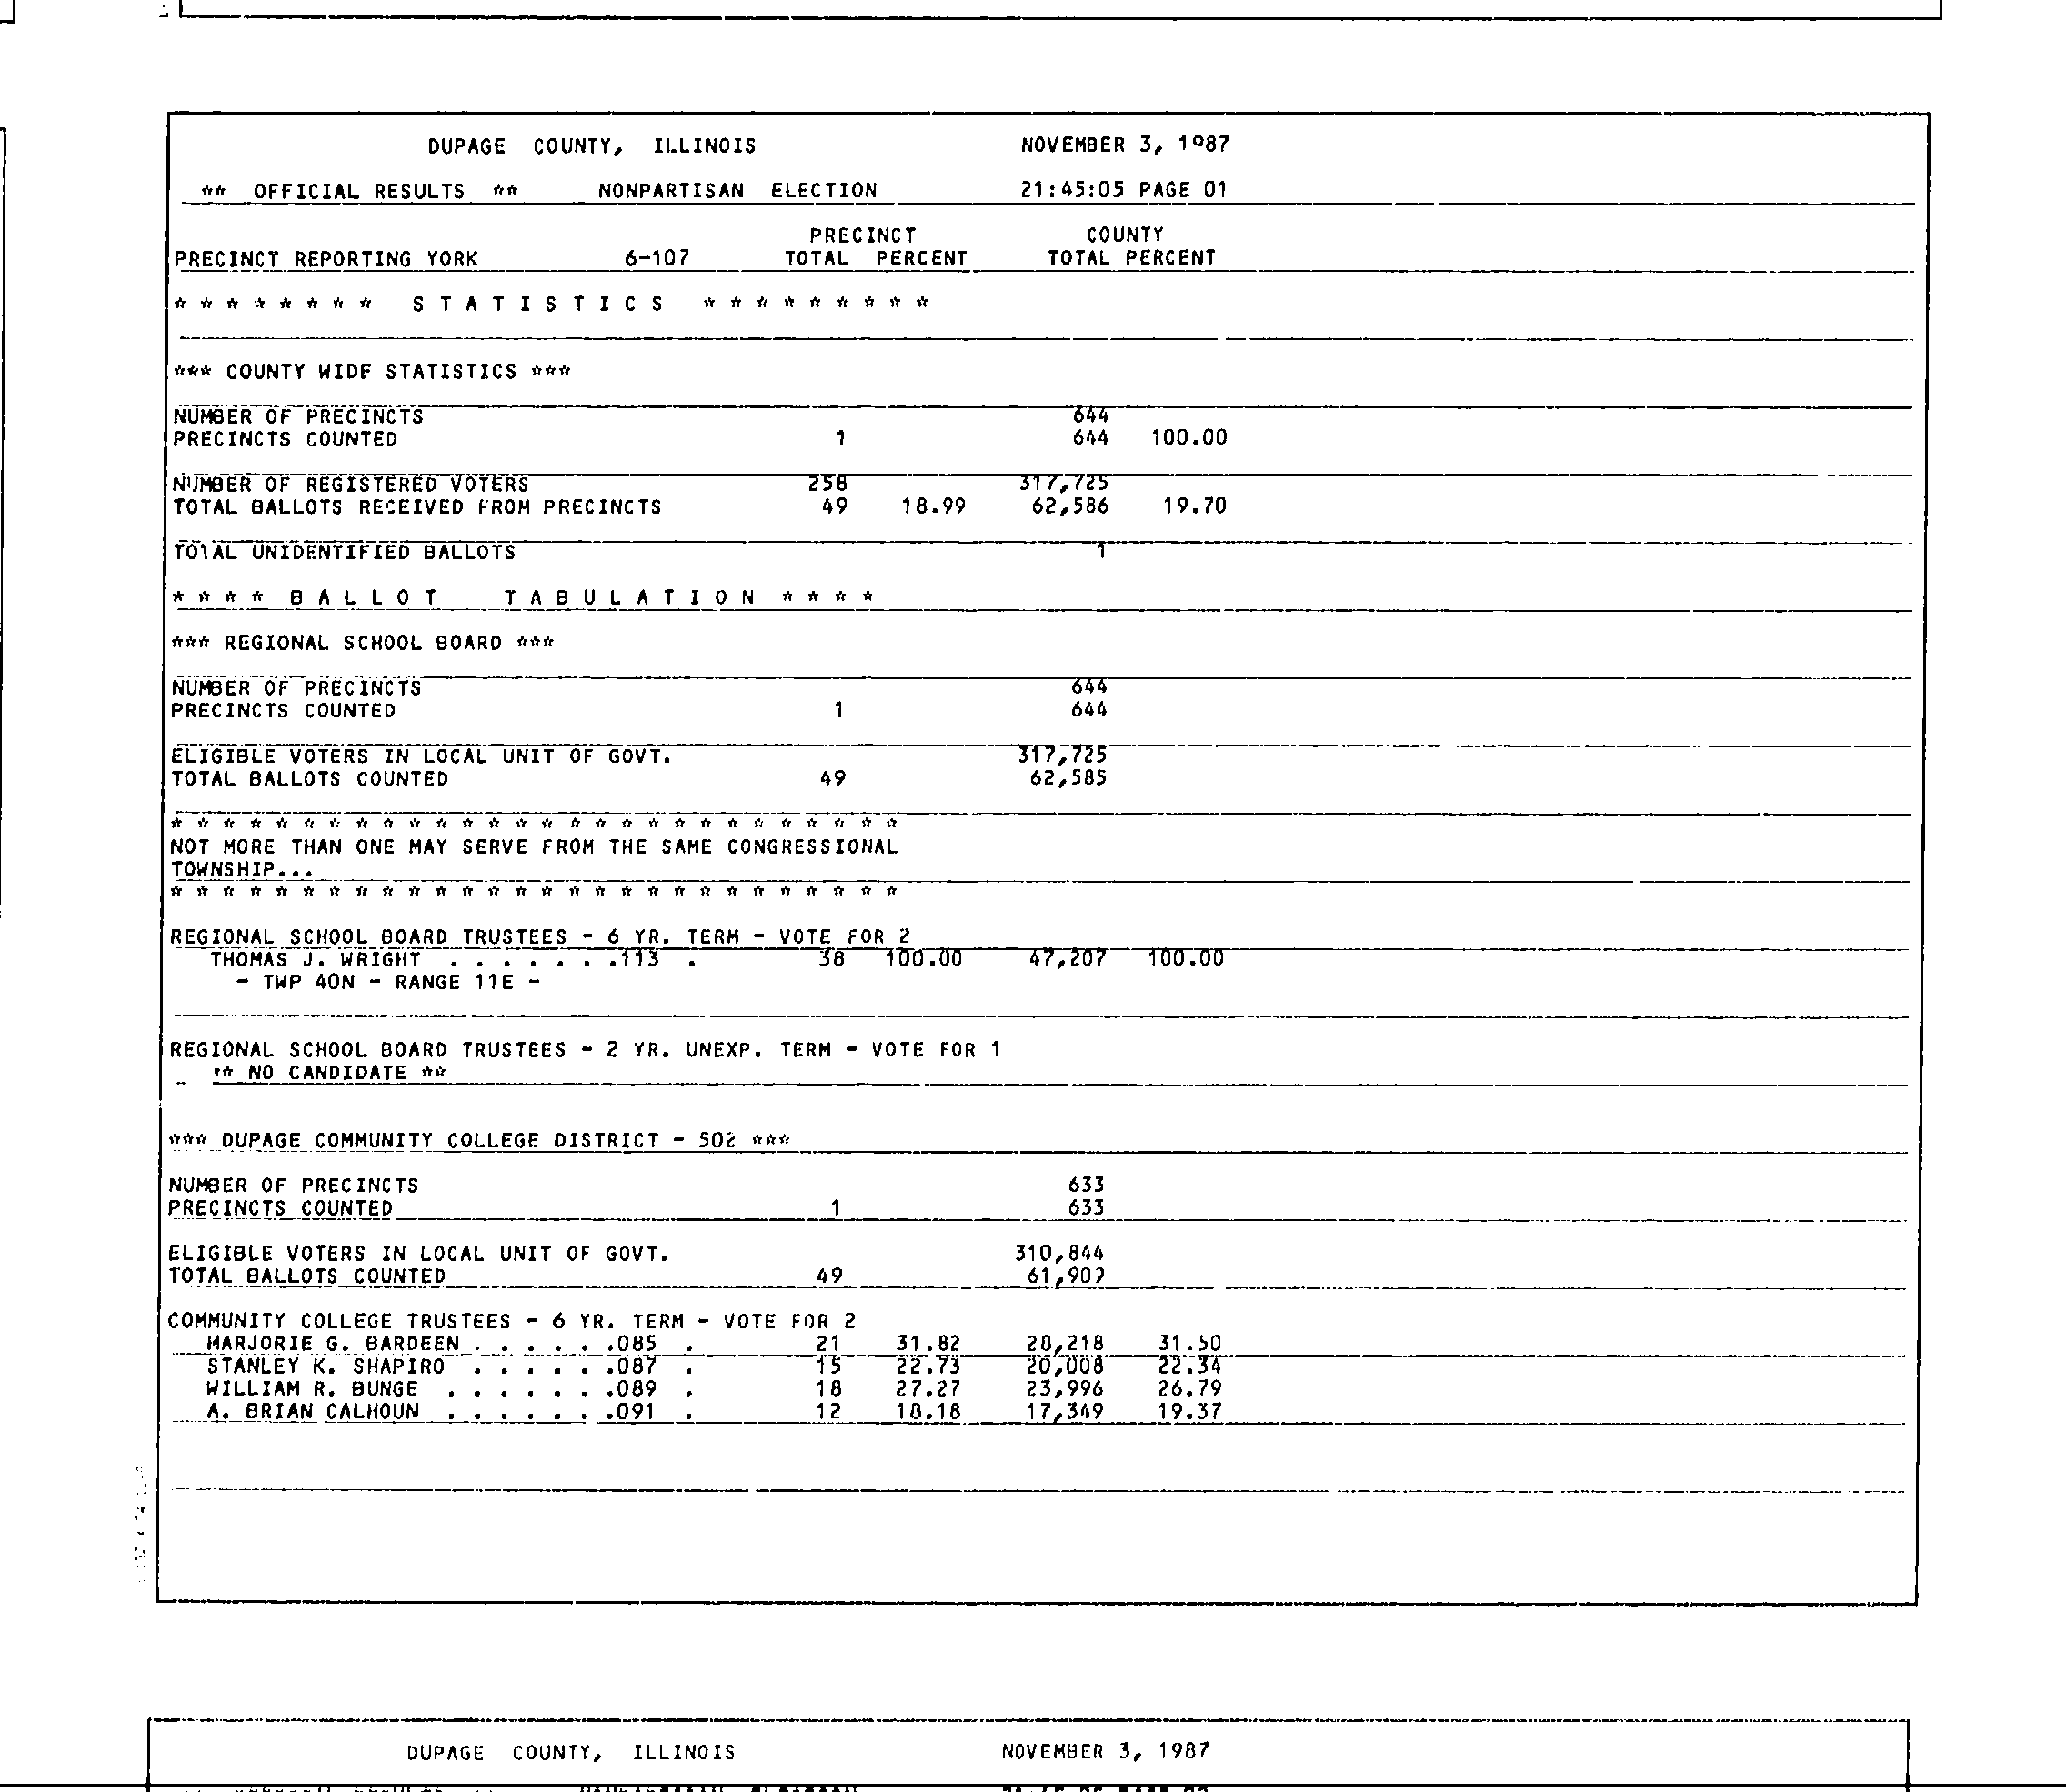 DUPAGE COUNTY, ILLINOIS NOVEMBER 3, 1987
** OFFICIAL RESULTS ** NONPARTISAN ELECTION 21:45:05 PAGE 01
PRECINCT COUNTY
PRECINCT REPORTING YORK 6-107 TOTAL PERCENT TOTAL PERCENT
* * * * * * * * S T A T I S T I C S * * * * * * * * *
*** COUNTY WIDE STATISTICS ***
NUMBER OF PRECINCTS 644
PRECINCTS COUNTED 1 644 100.00
NUMBER OF REGISTERED VOTERS 258 317,725
TOTAL BALLOTS RECEIVED FROM PRECINCTS 49 18.99 62,586 19.70
TOTAL UNIDENTIFIED BALLOTS 1
* * * * B A L L O T T A B U L A T I O N * * * *
*** REGIONAL SCHOOL BOARD ***
NUMBER OF PRECINCTS 644
PRECINCTS COUNTED 1 644
ELIGIBLE VOTERS IN LOCAL UNIT OF GOVT. 317,725
TOTAL BALLOTS COUNTED 49 62,585
* * * * * * * * * * * * * * * * * * * * * * * * * * * *
NOT MORE THAN ONE MAY SERVE FROM THE SAME CONGRESSIONAL
TOWNSHIP...
* * * * * * * * * * * * * * * * * * * * * * * * * * * *
REGIONAL SCHOOL BOARD TRUSTEES - 6 YR. TERM - VOTE FOR 2
THOMAS J. WRIGHT . . . . . . .113 . 38 100.00 47,207 100.00
- TWP 40N - RANGE 11E -
REGIONAL SCHOOL BOARD TRUSTEES - 2 YR. UNEXP. TERM - VOTE FOR 1
** NO CANDIDATE **
*** DUPAGE COMMUNITY COLLEGE DISTRICT - 502 ***
NUMBER OF PRECINCTS 633
PRECINCTS COUNTED 1 633
ELIGIBLE VOTERS IN LOCAL UNIT OF GOVT. 310,844
TOTAL BALLOTS COUNTED 49
COMMUNITY COLLEGE TRUSTEES - 6 YR. TERM - VOTE FOR 2
MARJORIE G. BARDEEN . . . . . .085 . 21 31.82 28,218 31.50
STANLEY K. SHAPIRO . . . . . .087 . 15 22.73 20,008 22.34
WILLIAM R. BUNGE . . . . . . .089 . 18 27.27 23,996 26.79
A. BRIAN CALHOUN . . . . . . .091 . 12 18.18 17,349 19.37
DUPAGE COUNTY, ILLINOIS NOVEMBER 3, 1987